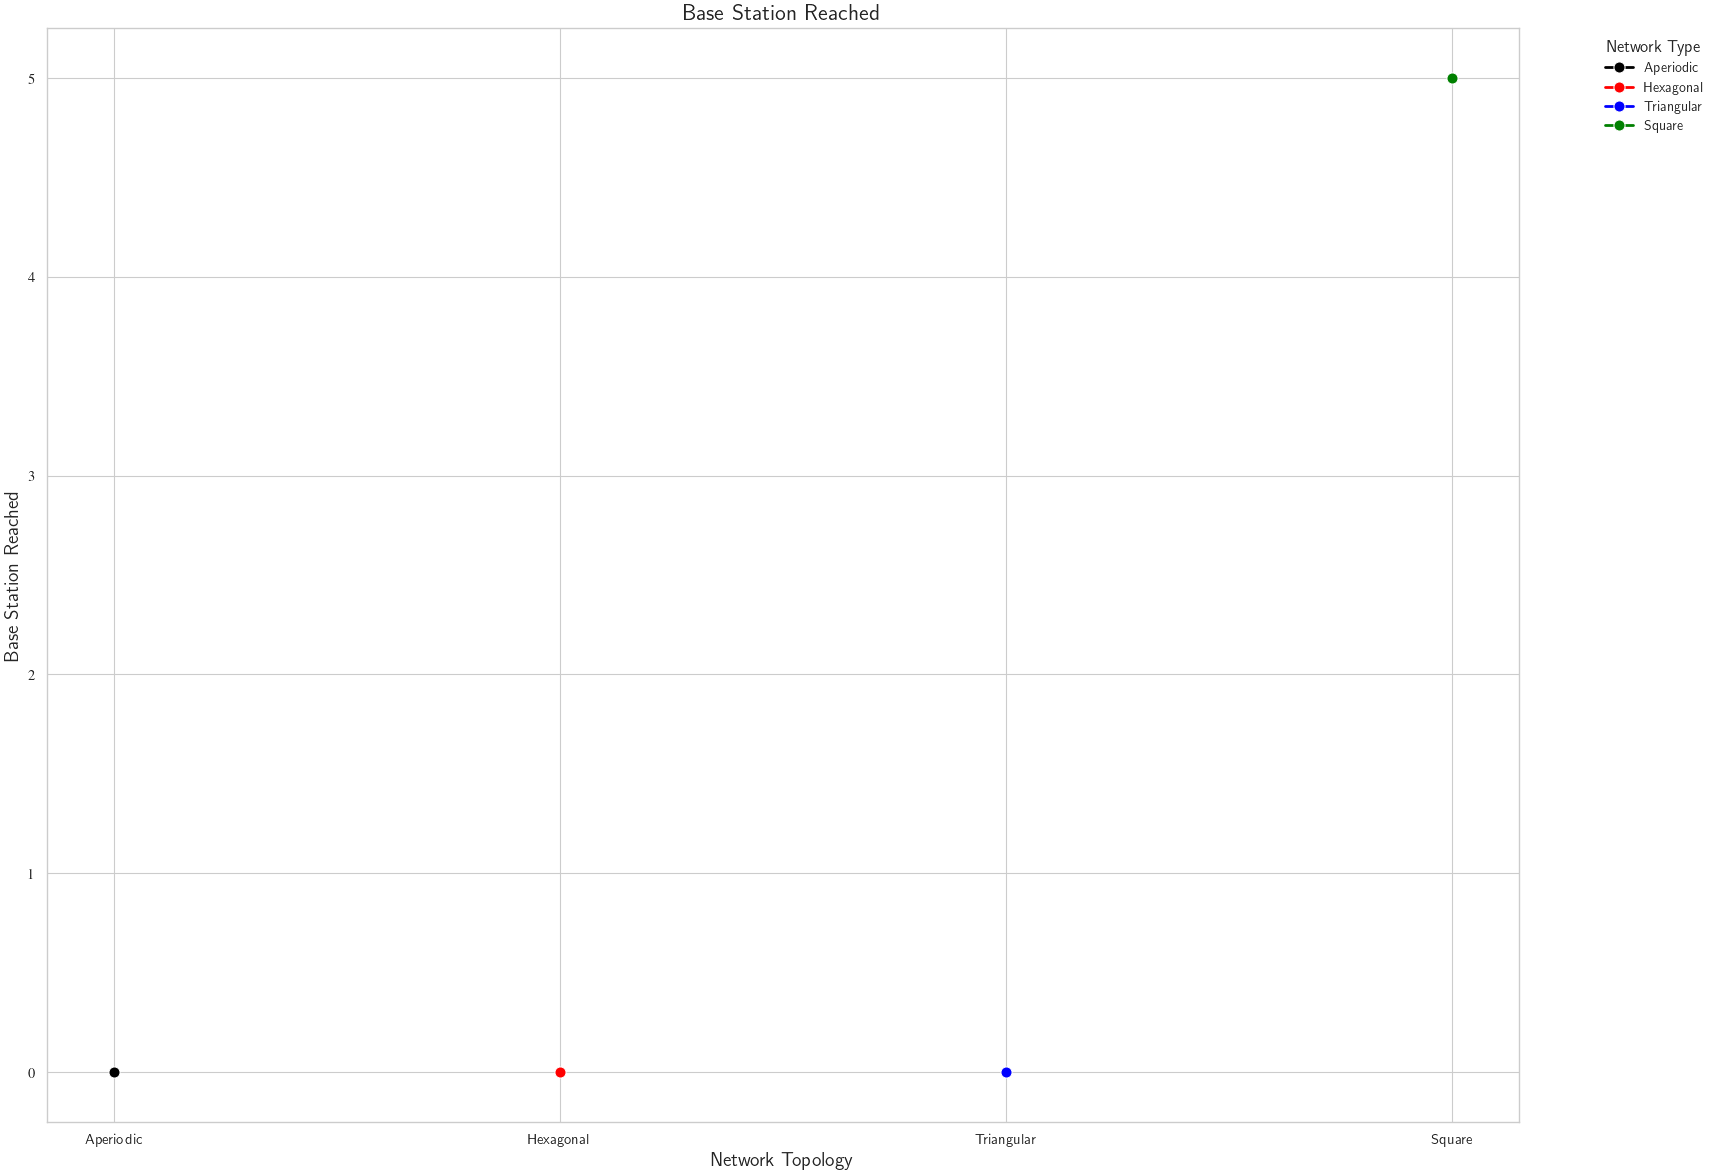 Base Station Reached
Network Type
Aperiodic
Hexagonal
Triangular
Square
5
4
3
2
1
0
Base Station Reached
Aperiodic
Hexagonal
Triangular
Square
Network Topology